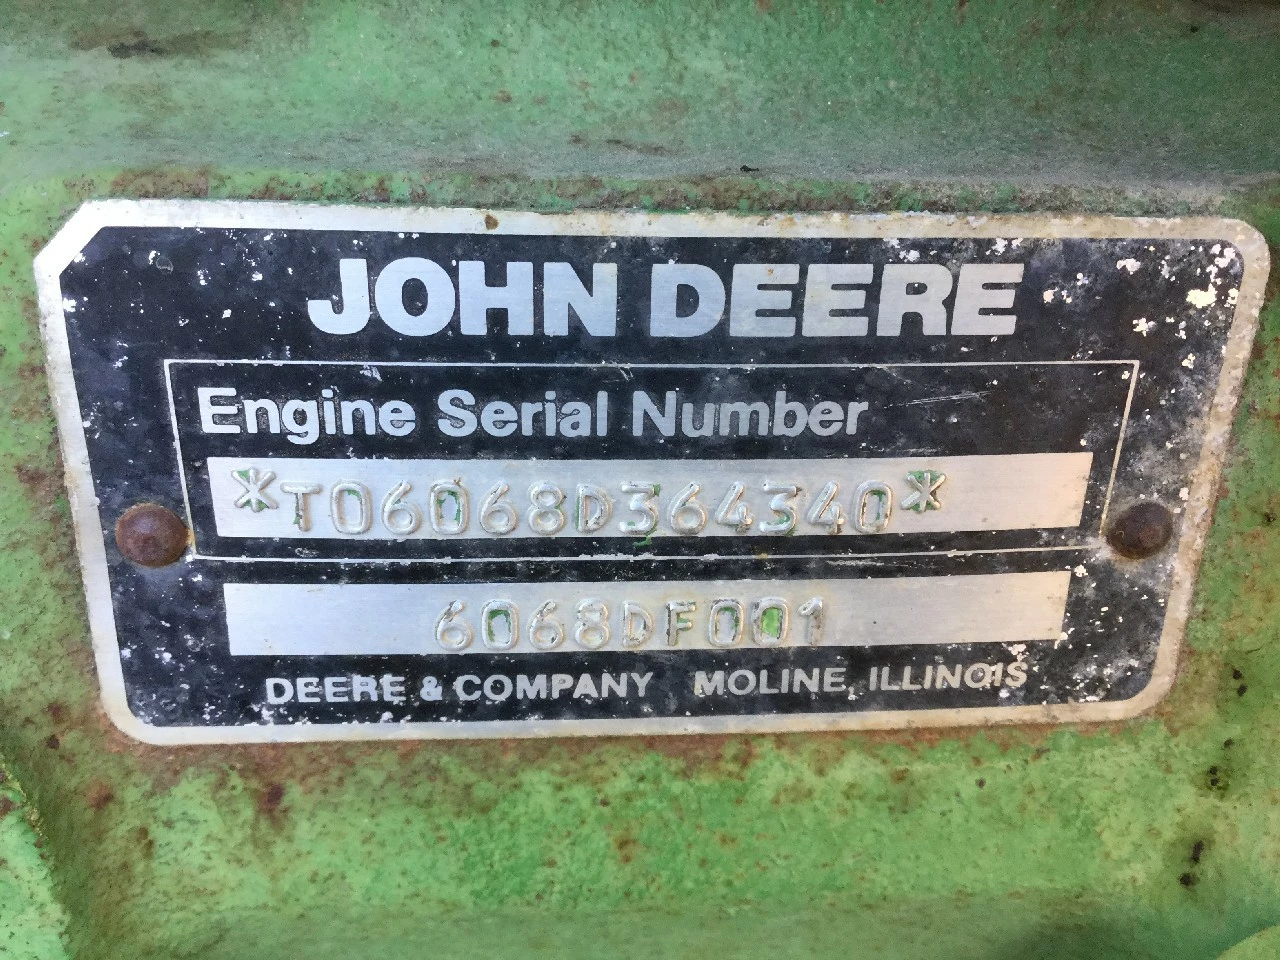 JOHN DEERE
Engine Serial Number
*T06068D364340*
6068DF001
DEERE & COMPANY MOLINE, ILLINOIS